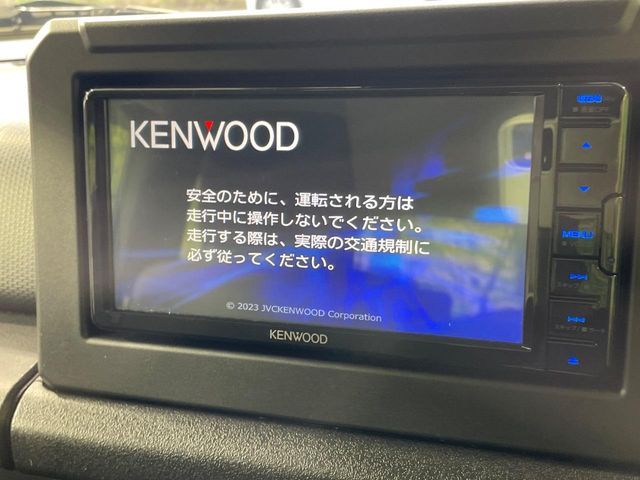 KENWOOD
安全のために、運転される方は
走行中に操作しないでください。
走行する際は、実際の交通規制に
必ず従ってください。
© 2023 JVCKENWOOD Corporation
KENWOOD
MENU